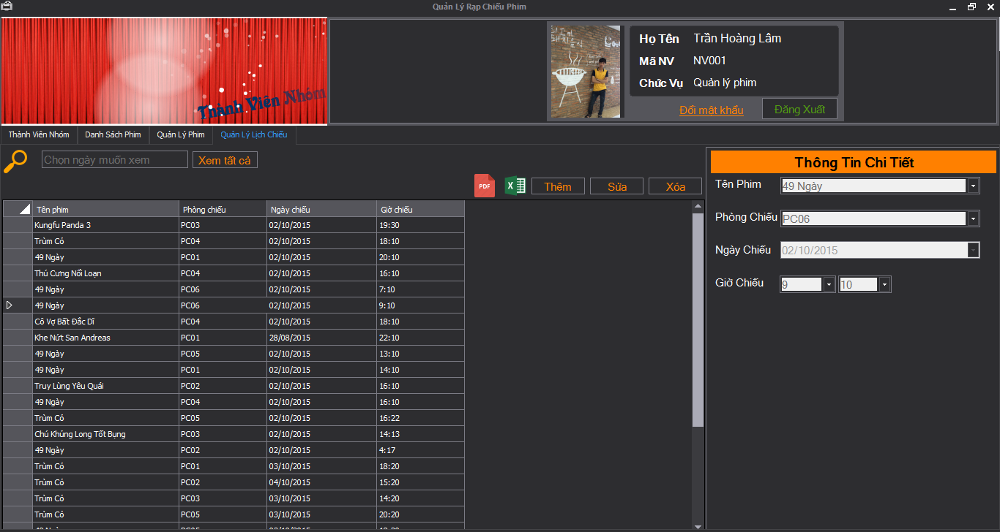 Quản Lý Rạp Chiếu Phim
Thành Viên Nhóm
Họ Tên Trần Hoàng Lâm
Mã NV NV001
Chức Vụ Quản lý phim
Đổi mật khẩu Đăng Xuất
Thành Viên Nhóm Danh Sách Phim Quản Lý Phim Quản Lý Lịch Chiếu
Chọn ngày muốn xem Xem tất cả
PDF X Thêm Sửa Xóa
Tên phim Phòng chiếu Ngày chiếu Giờ chiếu
Kungfu Panda 3 PC03 02/10/2015 19:30
Trùm Cỏ PC04 02/10/2015 18:10
49 Ngày PC01 02/10/2015 20:10
Thú Cưng Nổi Loạn PC04 02/10/2015 16:10
49 Ngày PC06 02/10/2015 7:10
49 Ngày PC06 02/10/2015 9:10
Cô Vợ Bất Đắc Dĩ PC04 02/10/2015 18:10
Khe Nứt San Andreas PC01 28/08/2015 22:10
49 Ngày PC05 02/10/2015 13:10
49 Ngày PC01 02/10/2015 14:10
Truy Lùng Yêu Quái PC02 02/10/2015 16:10
49 Ngày PC04 02/10/2015 16:10
Trùm Cỏ PC05 02/10/2015 16:22
Chú Khủng Long Tốt Bụng PC03 02/10/2015 14:13
49 Ngày PC02 02/10/2015 4:17
Trùm Cỏ PC01 03/10/2015 18:20
Trùm Cỏ PC02 04/10/2015 15:20
Trùm Cỏ PC03 03/10/2015 14:20
Trùm Cỏ PC05 03/10/2015 20:20
Thông Tin Chi Tiết
Tên Phim 49 Ngày
Phòng Chiếu PC06
Ngày Chiếu 02/10/2015
Giờ Chiếu 9 10